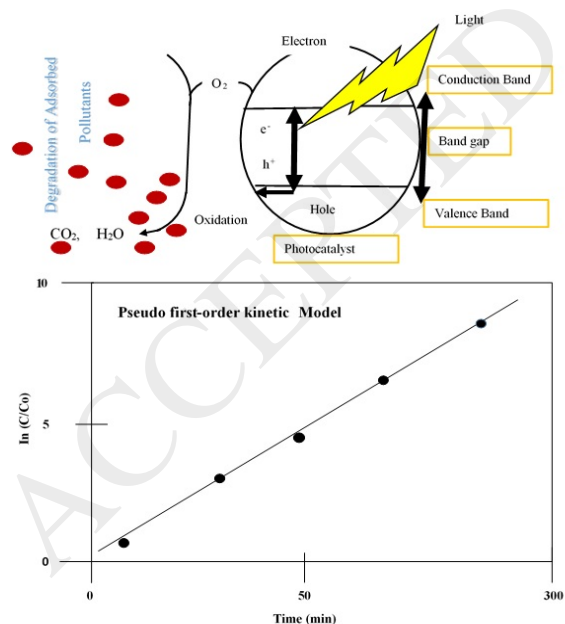 Light
Electron
O2
Conduction Band
e-
Band gap
h+
Degradation of Adsorbed
Pollutants
Oxidation
Hole
Valence Band
CO2, H2O
Photocatalyst
10
Pseudo first-order kinetic Model
5
In (C/Co)
0
0 50 300
Time (min)
ACCEPTED